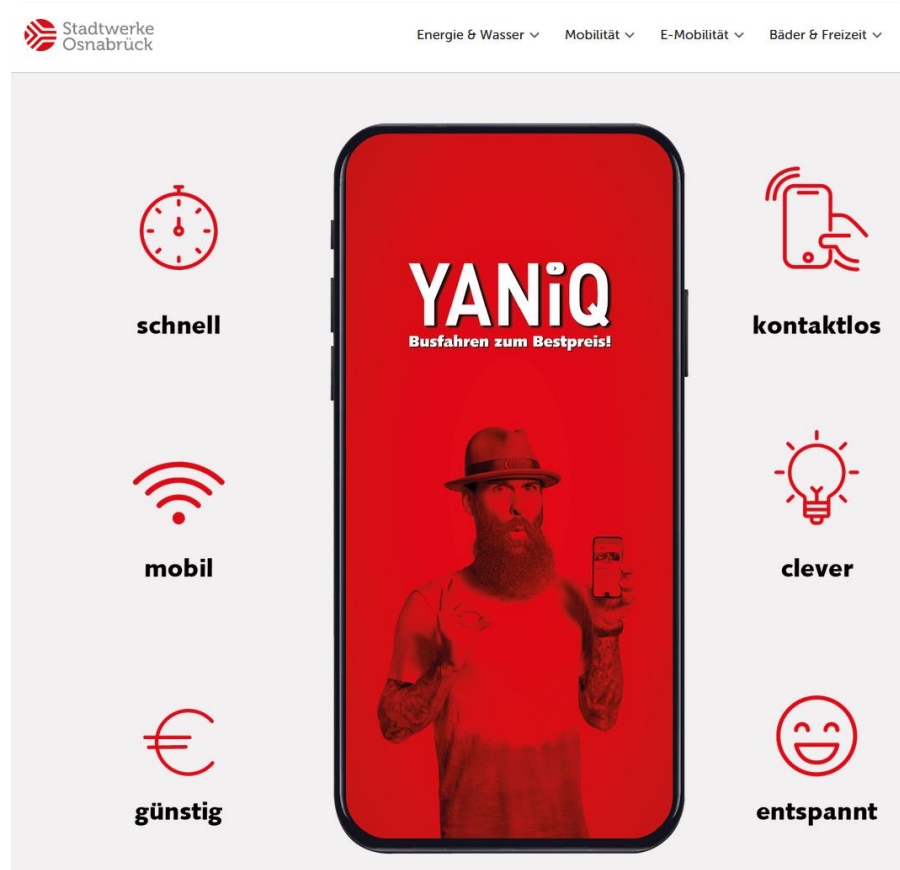 Stadtwerke
Osnabrück
Energie & Wasser
Mobilität
E-Mobilität
Bäder & Freizeit
YANiQ
Busfahren zum Bestpreis!
schnell
kontaktlos
mobil
clever
günstig
entspannt